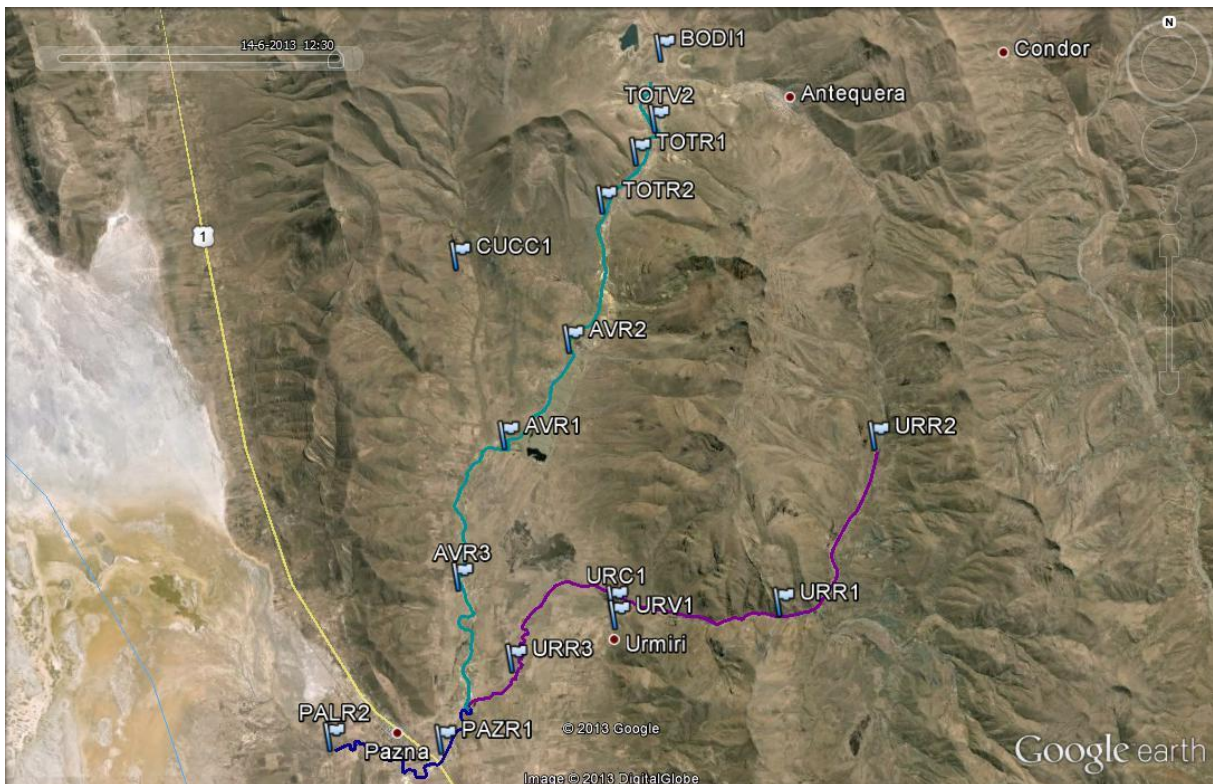 N
14-6-2013 12:30
BODI1
Condor
TOTV2
Antequera
TOTR1
TOTR2
1
CUCC1
AVR2
AVR1
URR2
AVR3
URC1
URR1
URV1
Urmiri
URR3
PALR2
PAZR1
Pazna
© 2013 Google
Google earth
Image © 2013 DigitalGlobe